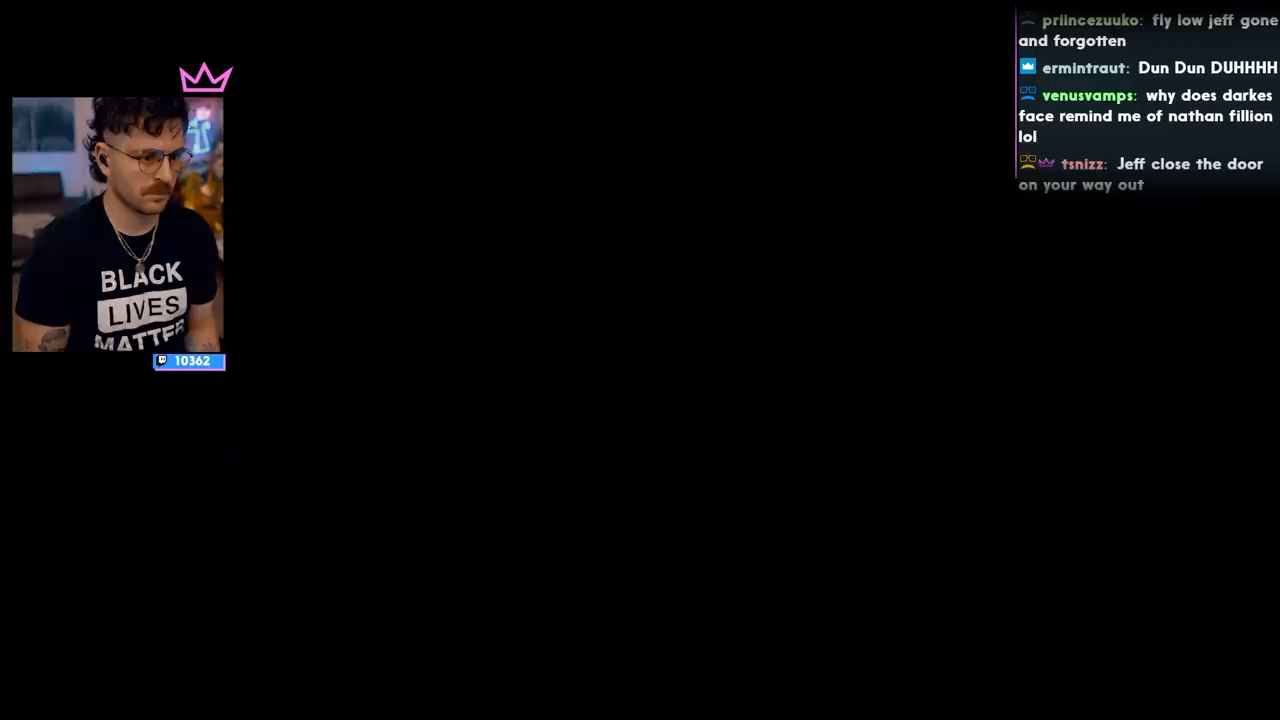 priincezuuko: fly low jeff gone
and forgotten
ermintraut: Dun Dun DUHHHH
venusvamps: why does darkes
face remind me of nathan fillion
lol
tsnizz: Jeff close the door
on your way out
BLACK
LIVES
MATTER
10362